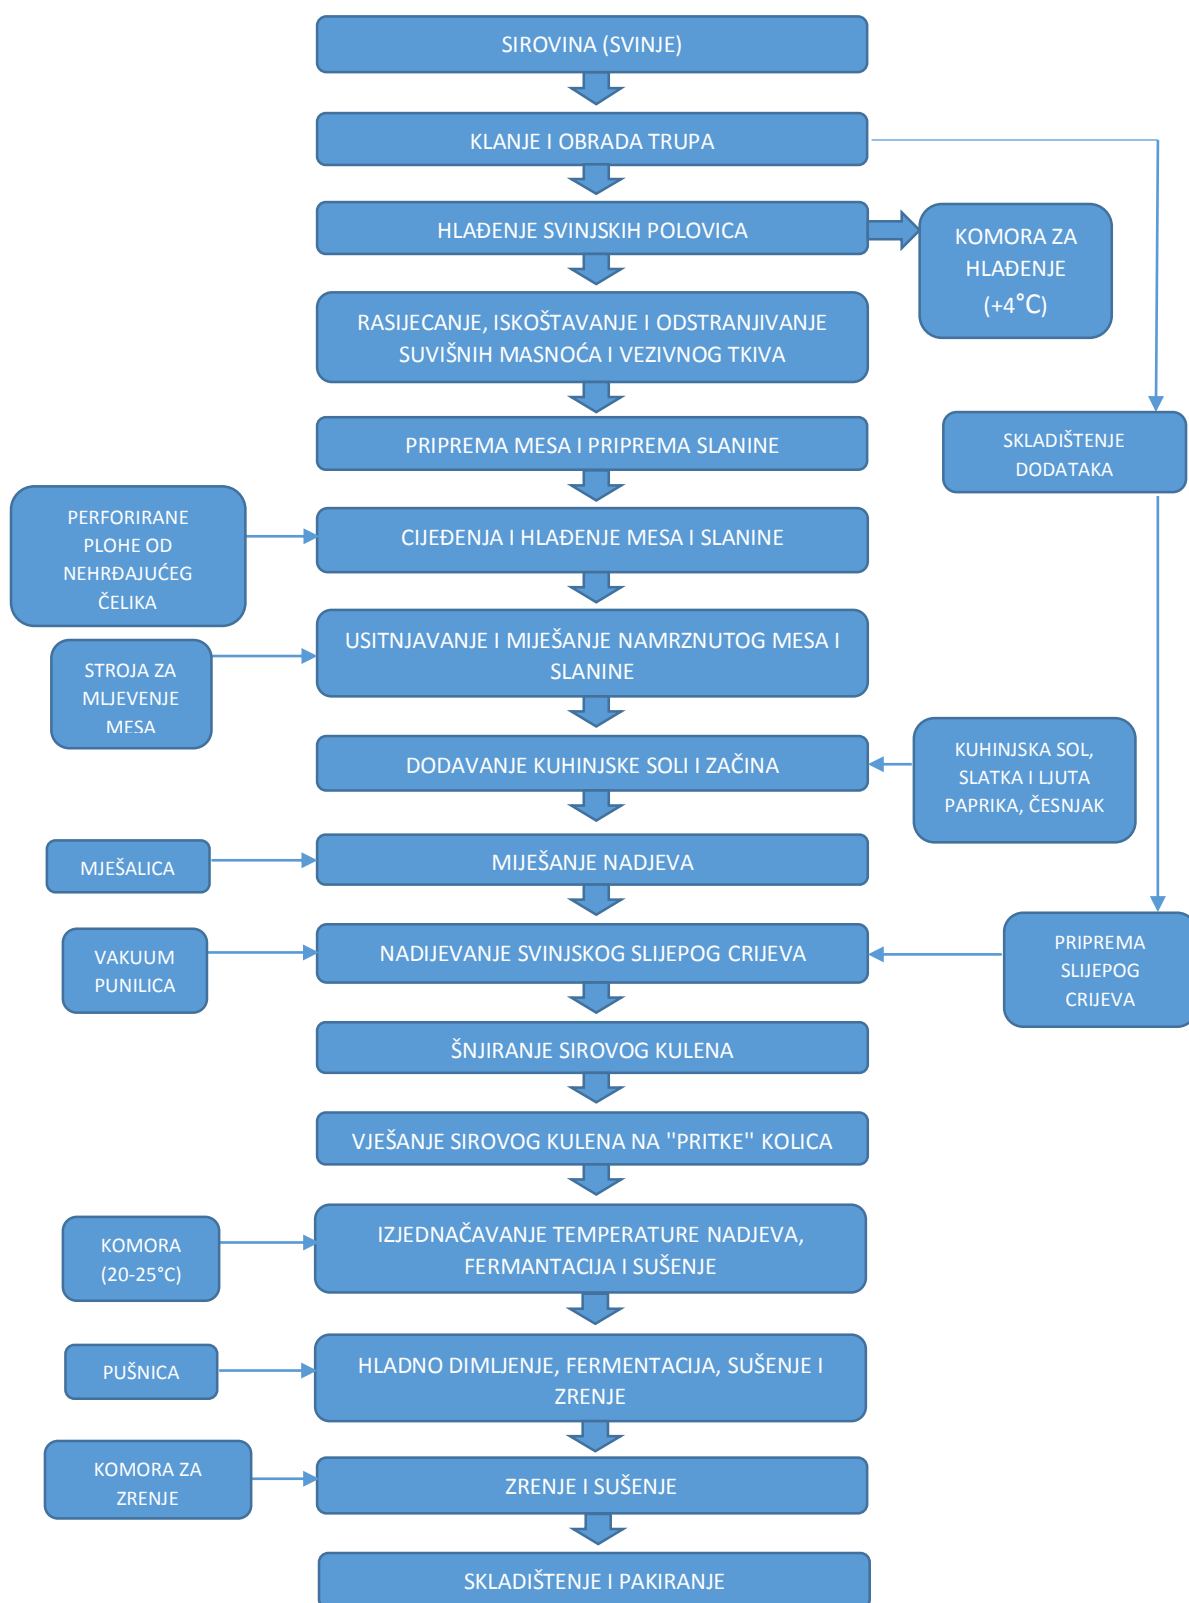 SIROVINA (SVINJE)
KLANJE I OBRADA TRUPA
HLAĐENJE SVINJSKIH POLOVICA
KOMORA ZA
HLAĐENJE
(+4°C)
RASIJECANJE, ISKOŠTAVANJE I ODSTRANJIVANJE
SUVIŠNIH MASNOĆA I VEZIVNOG TKIVA
PRIPREMA MESA I PRIPREMA SLANINE
SKLADIŠTENJE
DODATAKA
PERFORIRANE
PLOHE OD
NEHRĐAJUĆEG
ČELIKA
CIJEĐENJA I HLAĐENJE MESA I SLANINE
STROJA ZA
MLJEVENJE
MESA
USITNJAVANJE I MIJEŠANJE NAMRZNUTOG MESA I
SLANINE
DODAVANJE KUHINJSKE SOLI I ZAČINA
KUHINJSKA SOL,
SLATKA I LJUTA
PAPRIKA, ČESNJAK
MJEŠALICA
MIJEŠANJE NADJEVA
VAKUUM
PUNILICA
NADIJEVANJE SVINJSKOG SLIJEPOG CRIJEVA
PRIPREMA
SLIJEPOG
CRIJEVA
ŠNJIRANJE SIROVOG KULENA
VJEŠANJE SIROVOG KULENA NA "PRITKE" KOLICA
KOMORA
(20-25°C)
IZJEDNAČAVANJE TEMPERATURE NADJEVA,
FERMANTACIJA I SUŠENJE
PUŠNICA
HLADNO DIMLJENJE, FERMENTACIJA, SUŠENJE I
ZRENJE
KOMORA ZA
ZRENJE
ZRENJE I SUŠENJE
SKLADIŠTENJE I PAKIRANJE